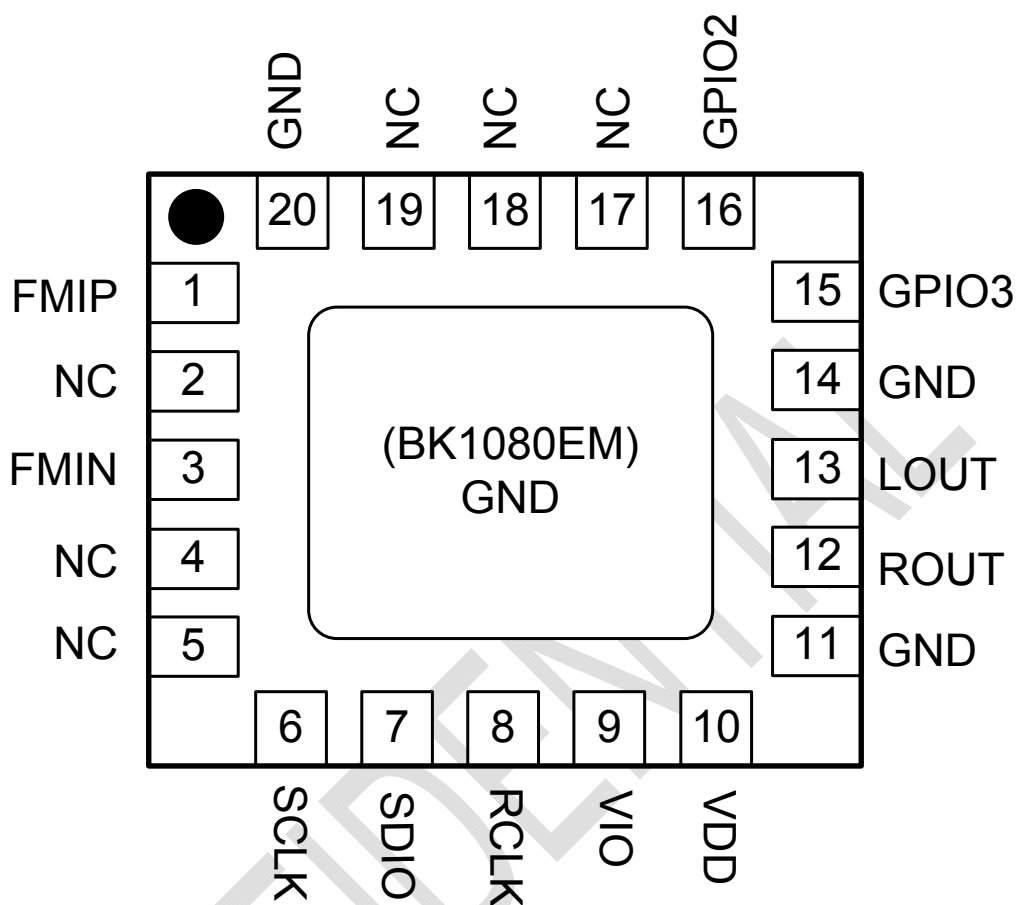 GND
NC
NC
NC
GPIO2
20
19
18
17
16
FMIP
1
NC
2
FMIN
3
NC
4
NC
5
(BK1080EM)
GND
15
GPIO3
14
GND
13
LOUT
12
ROUT
11
GND
6
7
8
9
10
SCLK
SDIO
RCLK
VIO
VDD